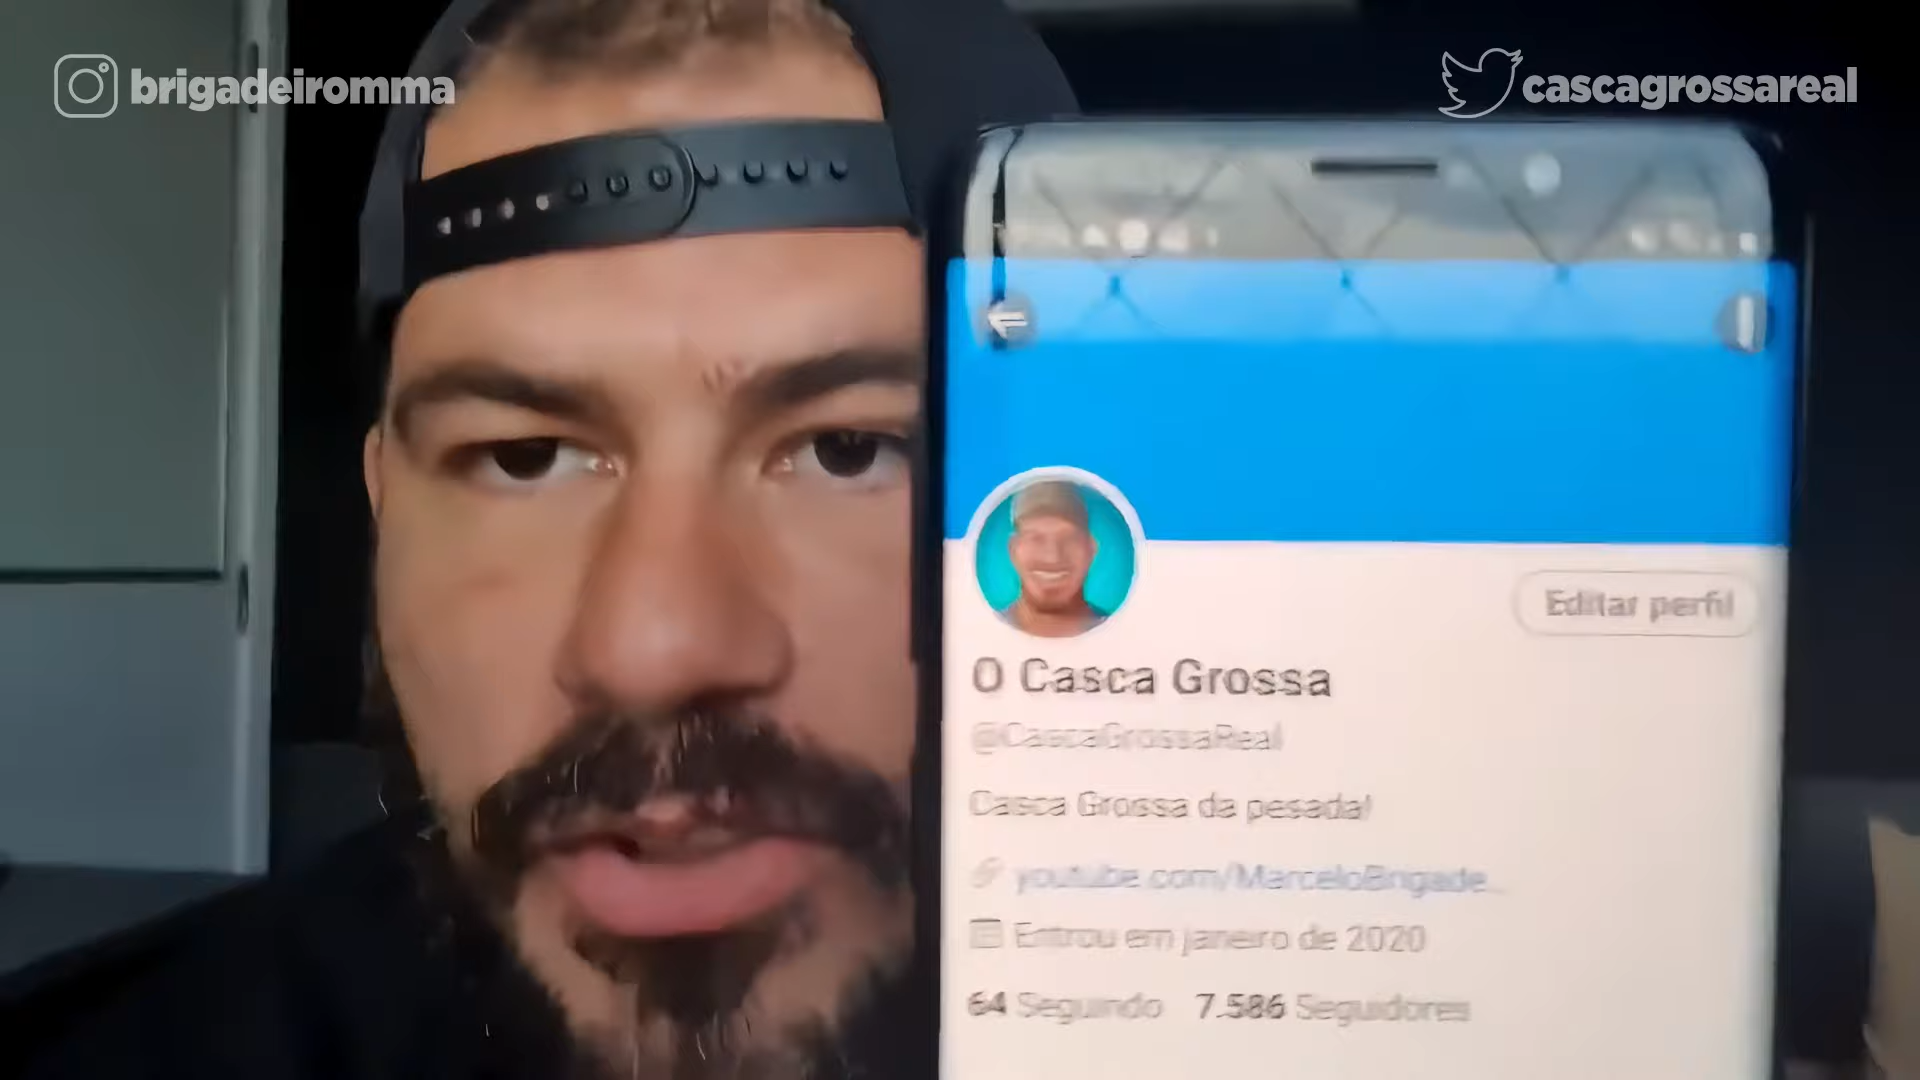 brigadeiromma
cascagrossareal
Editar perfil
O Casca Grossa
@CascaGrossaReal
Casca Grossa da pesada!
youtube.com/MarceloBrigade...
Entrou em janeiro de 2020
64 Seguindo 7.586 Seguidores